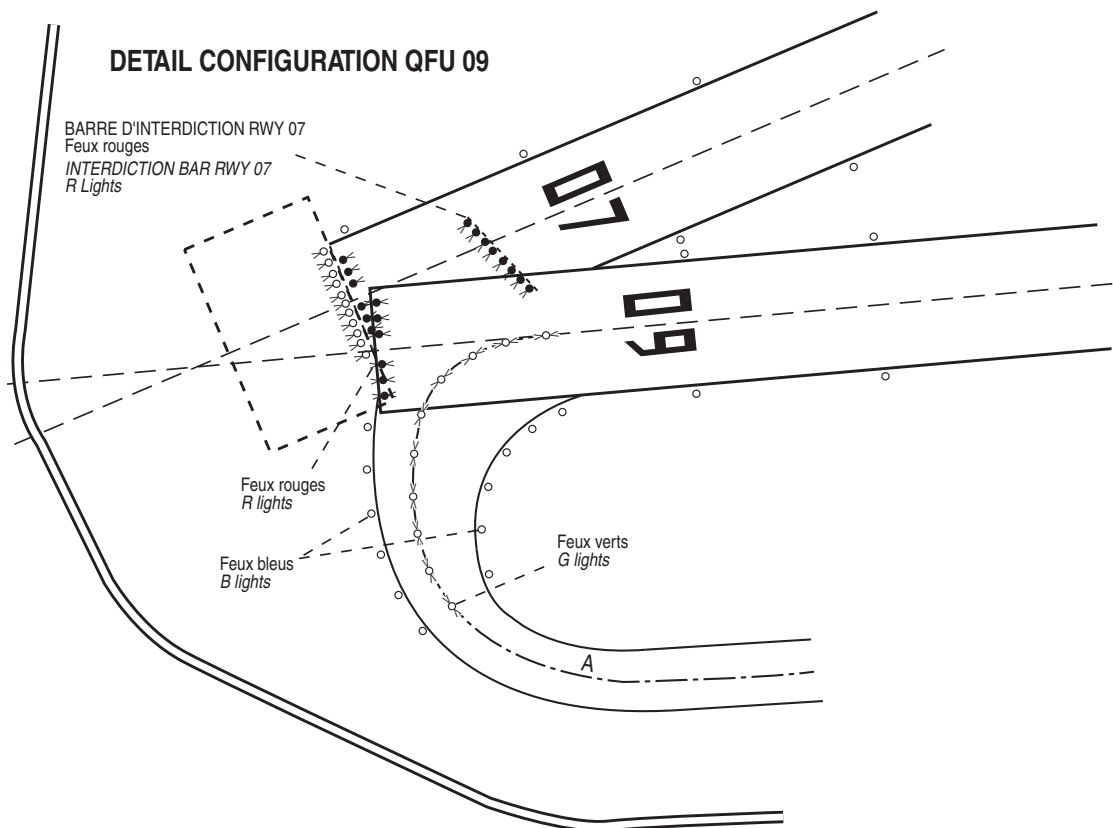 DETAIL CONFIGURATION QFU 09
BARRE D'INTERDICTION RWY 07
Feux rouges
INTERDICTION BAR RWY 07
R Lights
07
09
Feux rouges
R lights
Feux bleus
B lights
Feux verts
G lights
A